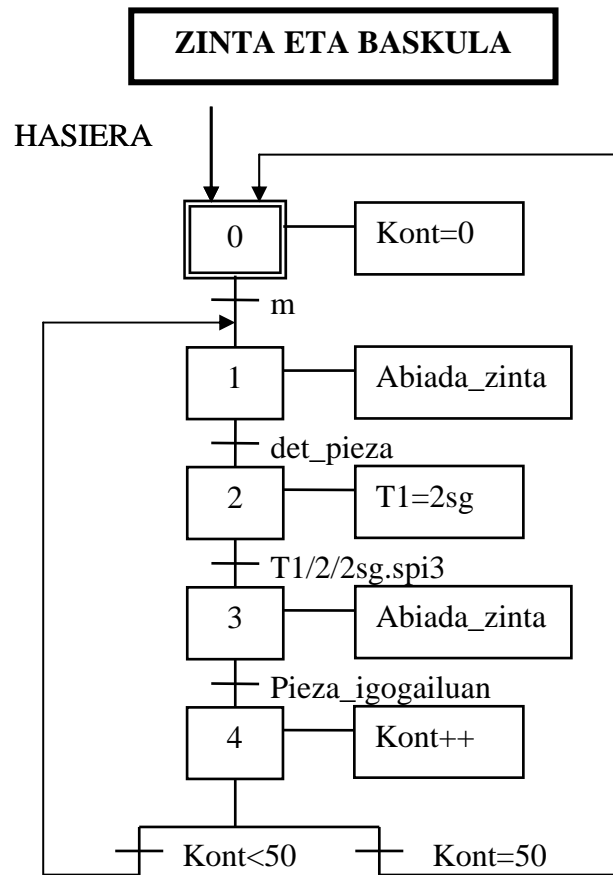 ZINTA ETA BASKULA
HASIERA
0
Kont=0
m
1
Abiada_zinta
det_pieza
2
T1=2sg
T1/2/2sg.spi3
3
Abiada_zinta
Pieza_igogailuan
4
Kont++
Kont<50
Kont=50